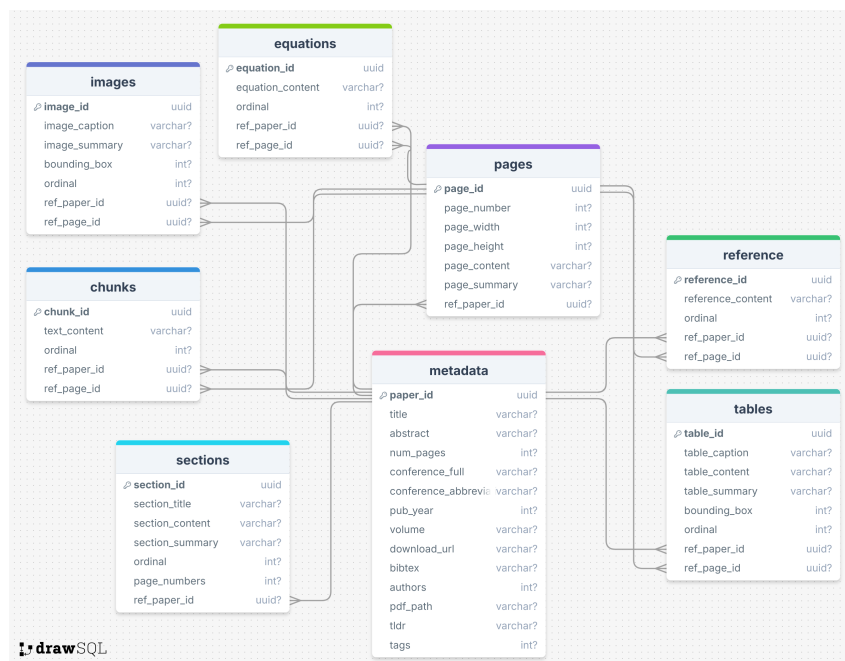 equations
equation_id uuid
equation_content varchar?
ordinal int?
ref_paper_id uuid?
ref_page_id uuid?
images
image_id uuid
image_caption varchar?
image_summary varchar?
bounding_box int?
ordinal int?
ref_paper_id uuid?
ref_page_id uuid?
pages
page_id uuid
page_number int?
page_width int?
page_height int?
page_content varchar?
page_summary varchar?
ref_paper_id uuid?
reference
reference_id uuid
reference_content varchar?
ordinal int?
ref_paper_id uuid?
ref_page_id uuid?
chunks
chunk_id uuid
text_content varchar?
ordinal int?
ref_paper_id uuid?
ref_page_id uuid?
metadata
paper_id uuid
title varchar?
abstract varchar?
num_pages int?
conference_full varchar?
conference_abbrevia varchar?
pub_year int?
volume varchar?
download_url varchar?
bibtex varchar?
authors int?
pdf_path varchar?
tldr varchar?
tags int?
tables
table_id uuid
table_caption varchar?
table_content varchar?
table_summary varchar?
bounding_box int?
ordinal int?
ref_paper_id uuid?
ref_page_id uuid?
sections
section_id uuid
section_title varchar?
section_content varchar?
section_summary varchar?
ordinal int?
page_numbers int?
ref_paper_id uuid?
drawSQL